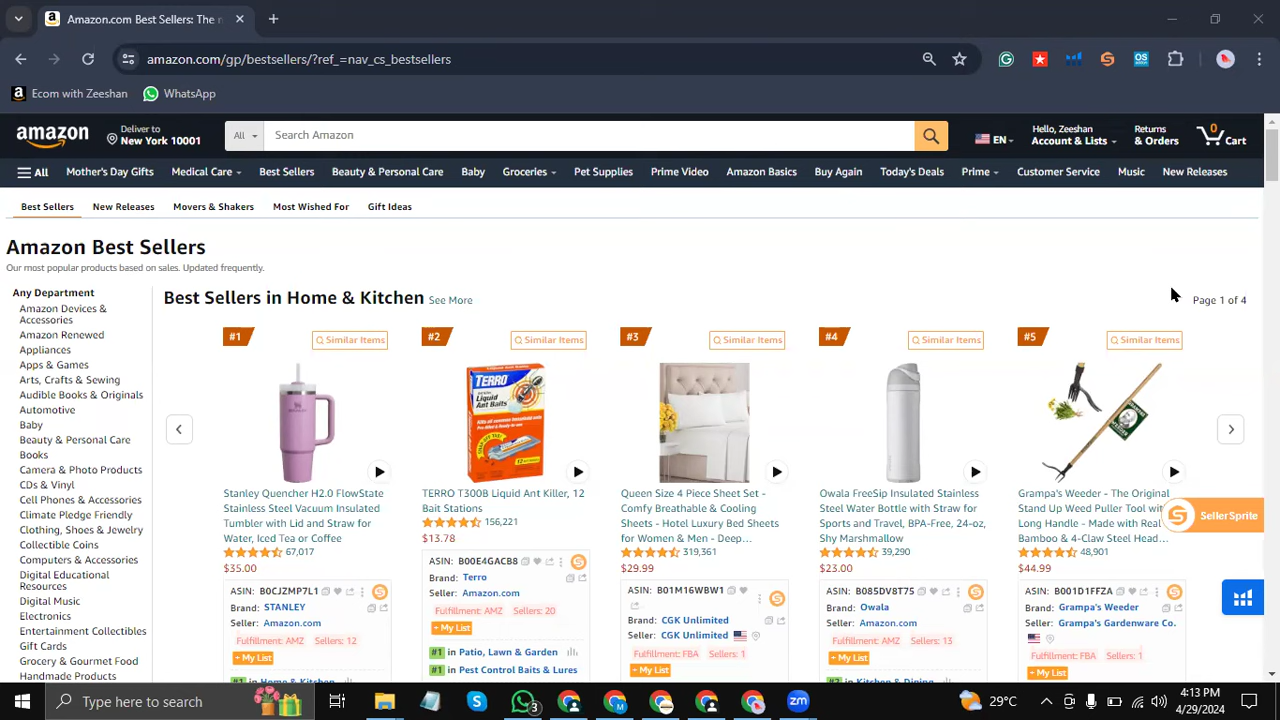 Amazon.com Best Sellers: The n
amazon.com/gp/bestsellers/?ref_=nav_cs_bestsellers
Ecom with Zeeshan
WhatsApp
amazon
Deliver to
New York 10001
All
Search Amazon
EN
Hello, Zeeshan
Account & Lists
Returns
& Orders
0
Cart
All
Mother's Day Gifts
Medical Care
Best Sellers
Beauty & Personal Care
Baby
Groceries
Pet Supplies
Prime Video
Amazon Basics
Buy Again
Today's Deals
Prime
Customer Service
Music
New Releases
Best Sellers
New Releases
Movers & Shakers
Most Wished For
Gift Ideas
Amazon Best Sellers
Our most popular products based on sales. Updated frequently.
Any Department
Amazon Devices &
Accessories
Amazon Renewed
Appliances
Apps & Games
Arts, Crafts & Sewing
Audible Books & Originals
Automotive
Baby
Beauty & Personal Care
Books
Camera & Photo Products
CDs & Vinyl
Cell Phones & Accessories
Climate Pledge Friendly
Clothing, Shoes & Jewelry
Collectible Coins
Computers & Accessories
Digital Educational
Resources
Digital Music
Electronics
Entertainment Collectibles
Gift Cards
Grocery & Gourmet Food
Handmade Products
Best Sellers in Home & Kitchen See More
Page 1 of 4
#1
Similar Items
Stanley Quencher H2.0 FlowState
Stainless Steel Vacuum Insulated
Tumbler with Lid and Straw for
Water, Iced Tea or Coffee
67,017
$35.00
ASIN: B0CJZMP7L1
Brand: STANLEY
Seller: Amazon.com
Fulfillment: AMZ
Sellers: 12
+ My List
#1 in Home & Kitchen
#2
Similar Items
TERRO
Liquid
Ant Baits
TERRO T300B Liquid Ant Killer, 12
Bait Stations
156,221
$13.78
ASIN: B00E4GACB8
Brand: Terro
Seller: Amazon.com
Fulfillment: AMZ
Sellers: 20
+ My List
#1 in Patio, Lawn & Garden
#1 in Pest Control Baits & Lures
#3
Similar Items
Queen Size 4 Piece Sheet Set -
Comfy Breathable & Cooling
Sheets - Hotel Luxury Bed Sheets
for Women & Men - Deep...
319,361
$29.99
ASIN: B01M16WBW1
Brand: CGK Unlimited
Seller: CGK Unlimited
Fulfillment: FBA
Sellers: 1
+ My List
#4
Similar Items
Owala FreeSip Insulated Stainless
Steel Water Bottle with Straw for
Sports and Travel, BPA-Free, 24-oz,
Shy Marshmallow
39,290
$23.00
ASIN: B085DV8T75
Brand: Owala
Seller: Amazon.com
Fulfillment: AMZ
Sellers: 13
+ My List
#2 in Kitchen & Dining
#5
Similar Items
Grampa's Weeder - The Original
Stand Up Weed Puller Tool wit
Long Handle - Made with Real
Bamboo & 4-Claw Steel Head...
48,901
$44.99
ASIN: B001D1FFZA
Brand: Grampa's Weeder
Seller: Grampa's Gardenware Co.
Fulfillment: FBA
Sellers: 1
+ My List
SellerSprite
Type here to search
3
29°C
4:13 PM
4/29/2024